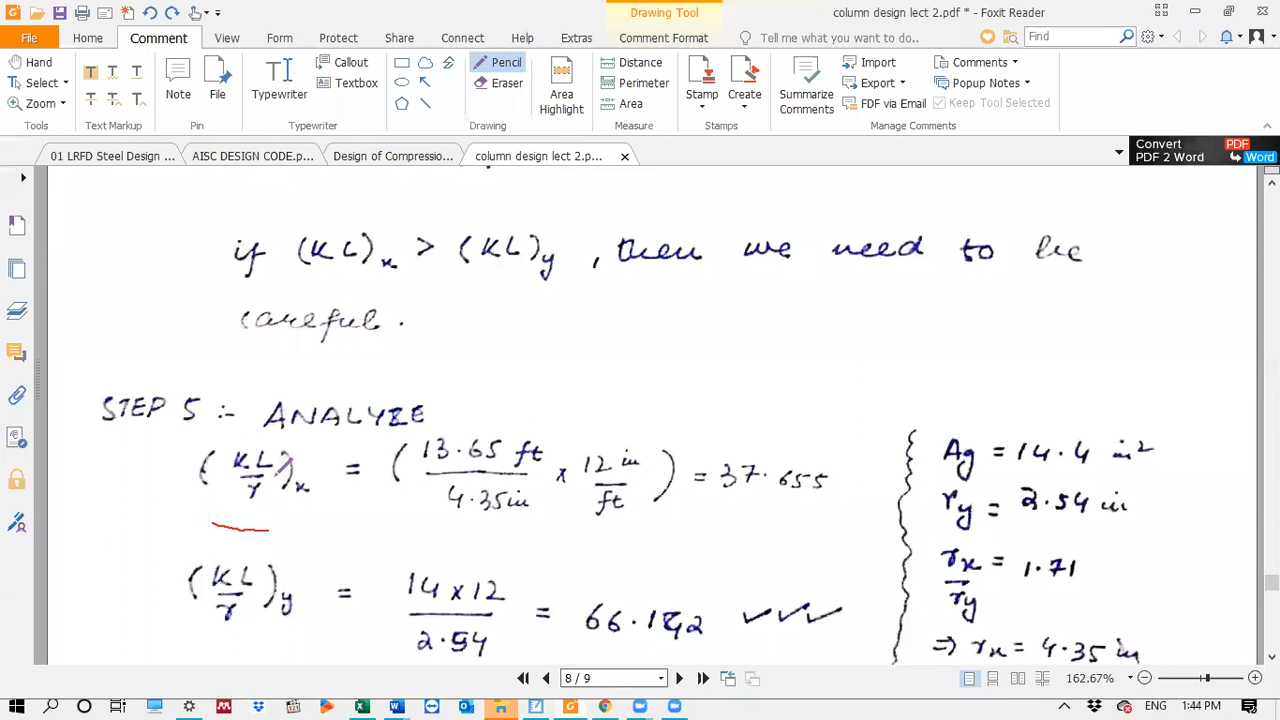 Drawing Tool
column design lect 2.pdf * - Foxit Reader
File Home Comment View Form Protect Share Connect Help Extras Comment Format Tell me what you want to do... Find
Hand Select Zoom
Tools
Text Markup
Note File
Pin
Typewriter Callout Textbox
Typewriter
Pencil Eraser Area Highlight
Drawing
Distance Perimeter Area
Measure
Stamp Create
Stamps
Summarize Comments Import Export FDF via Email Comments Popup Notes Keep Tool Selected
Manage Comments
01 LRFD Steel Design ... AISC DESIGN CODE.p... Design of Compressio... column design lect 2.p...
Convert PDF
PDF 2 Word Word
if (KL)x > (KL)y , then we need to be
careful.
STEP 5 :- ANALYZE
(KL/r)x = (13.65 ft/4.35in x 12 in/ft) = 37.655
(KL/r)y = 14 x 12/2.54 = 66.142 ✓✓✓
Ag = 14.4 in²
ry = 2.54 in
rx/ry = 1.71
⇒ rx = 4.35 in
8 / 9 162.67%
1:44 PM